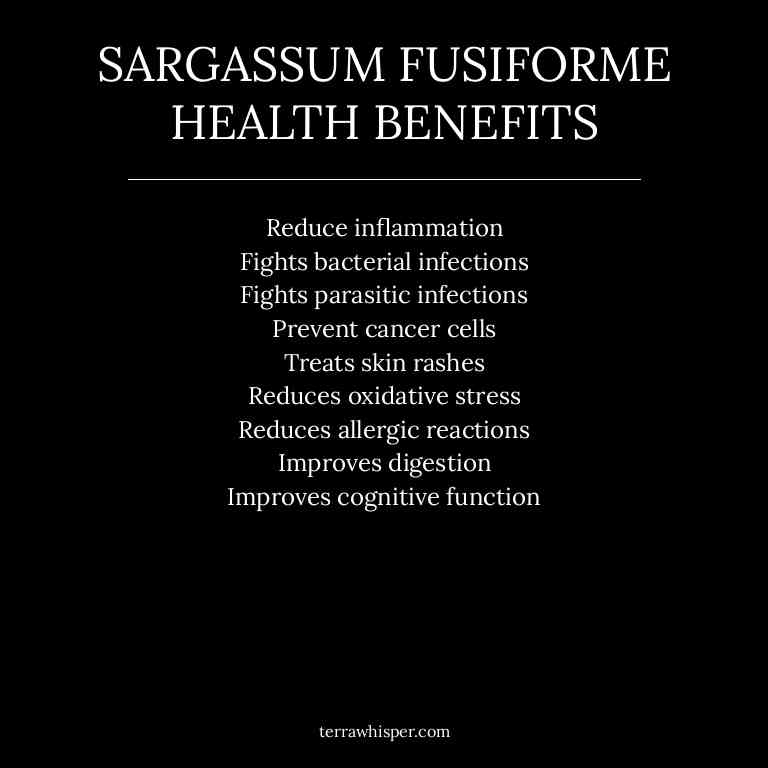 SARGASSUM FUSIFORME
HEALTH BENEFITS
Reduce inflammation
Fights bacterial infections
Fights parasitic infections
Prevent cancer cells
Treats skin rashes
Reduces oxidative stress
Reduces allergic reactions
Improves digestion
Improves cognitive function
terrawhisper.com